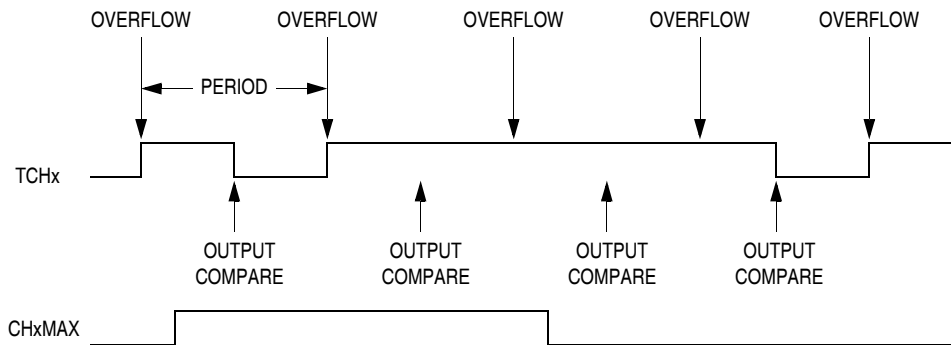 OVERFLOW OVERFLOW OVERFLOW OVERFLOW OVERFLOW
PERIOD
TCHx
OUTPUT OUTPUT OUTPUT OUTPUT
COMPARE COMPARE COMPARE COMPARE
CHxMAX